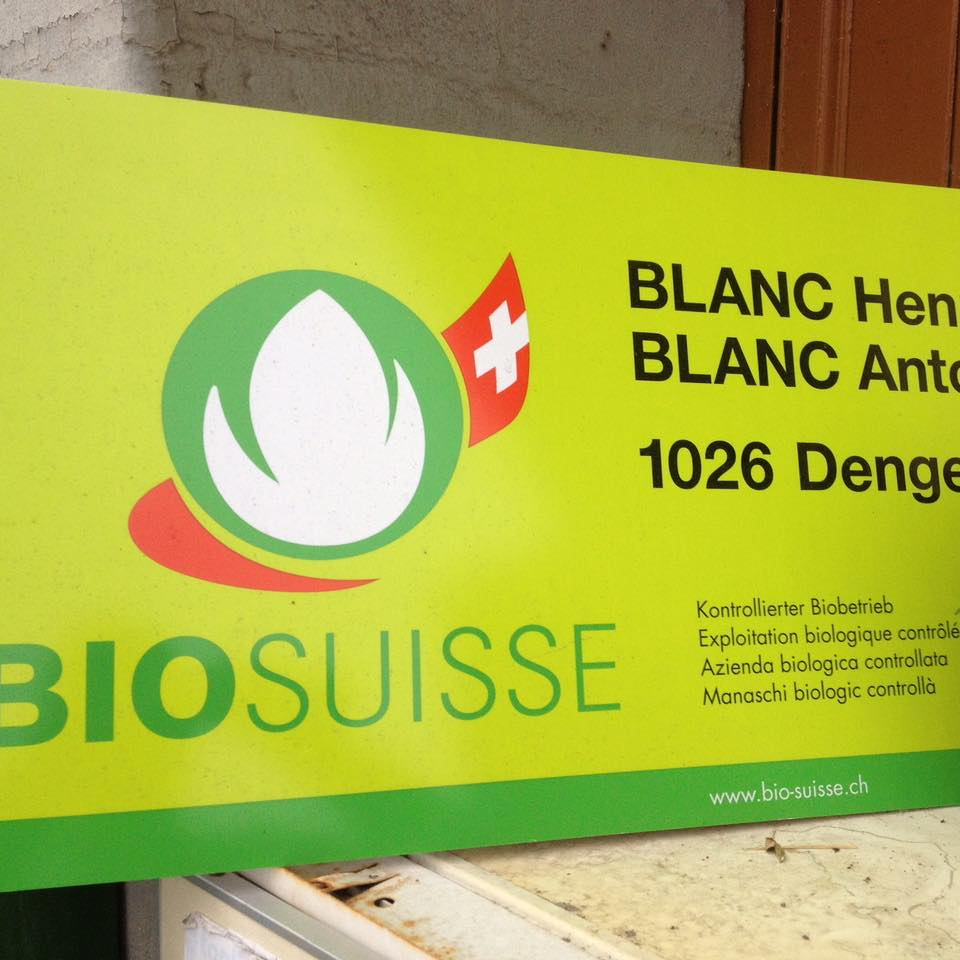 BLANC Hen
BLANC Anto
1026 Denge
BIOSUISSE
Kontrollierter Biobetrieb
Exploitation biologique contrôlé
Azienda biologica controllata
Manaschi biologic controllà
www.bio-suisse.ch